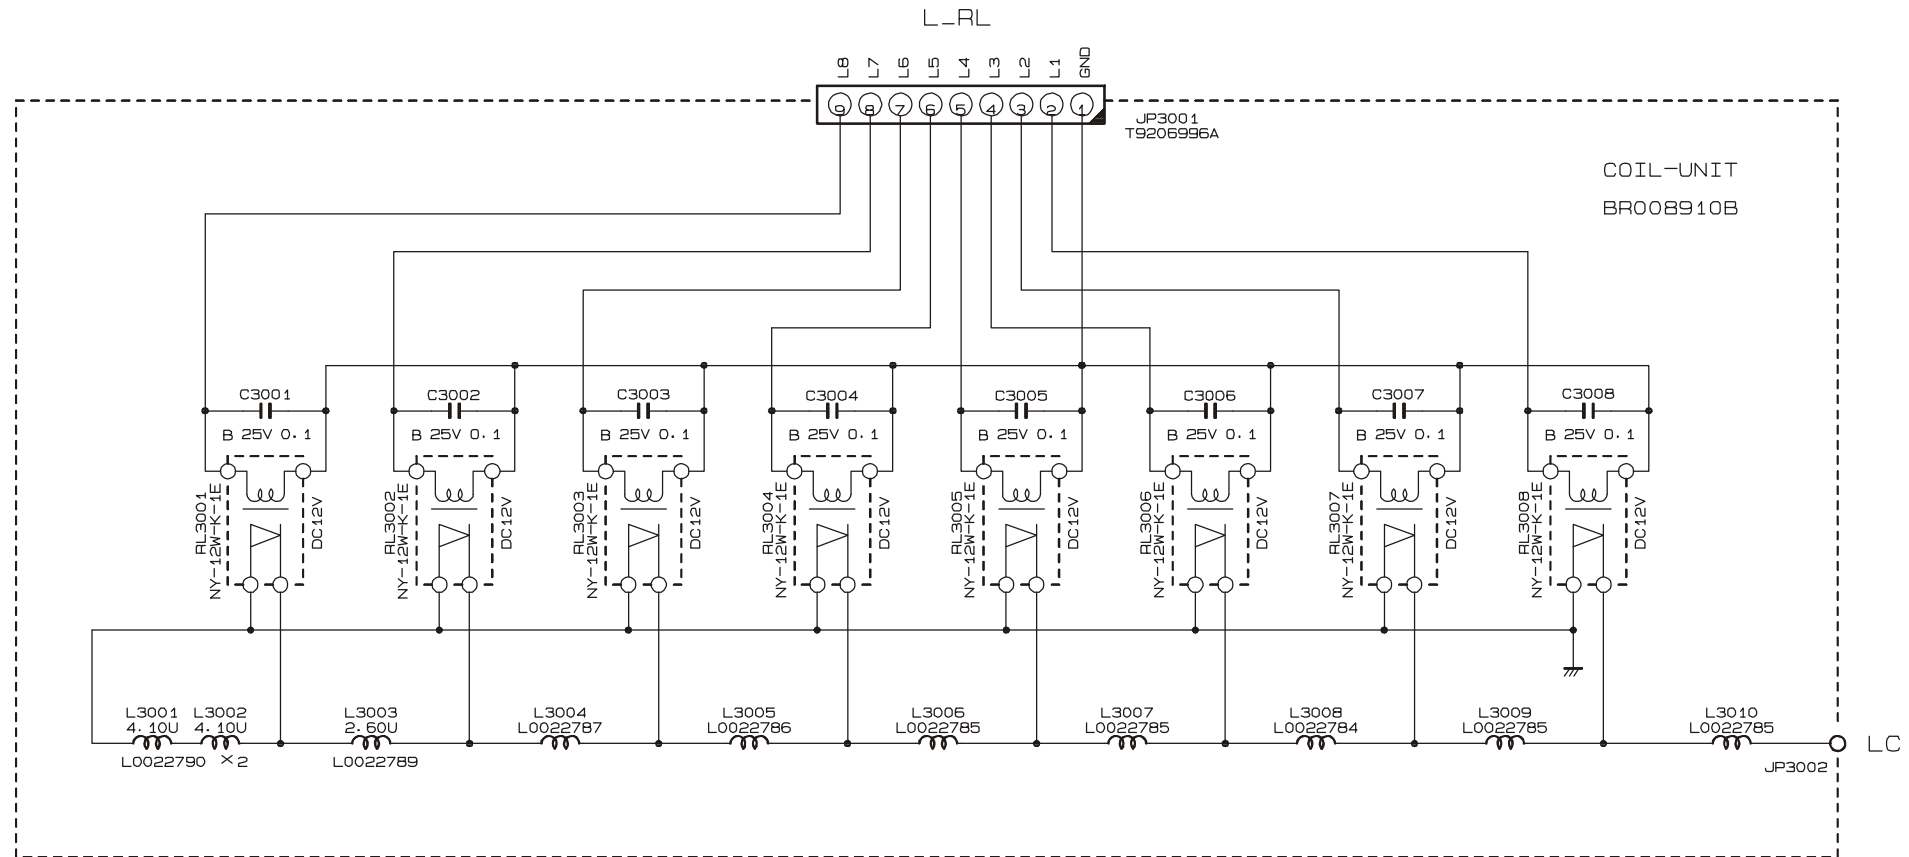 L_RL
L8 L7 L6 L5 L4 L3 L2 L1 GND
9 8 7 6 5 4 3 2 1
JP3001
T9206996A
COIL-UNIT
BR008910B
C3001 C3002 C3003 C3004 C3005 C3006 C3007 C3008
B 25V 0.1 B 25V 0.1 B 25V 0.1 B 25V 0.1 B 25V 0.1 B 25V 0.1 B 25V 0.1 B 25V 0.1
RL3001
NY-12W-K-1E
DC12V
RL3002
NY-12W-K-1E
DC12V
RL3003
NY-12W-K-1E
DC12V
RL3004
NY-12W-K-1E
DC12V
RL3005
NY-12W-K-1E
DC12V
RL3006
NY-12W-K-1E
DC12V
RL3007
NY-12W-K-1E
DC12V
RL3008
NY-12W-K-1E
DC12V
L3001 L3002 L3003 L3004 L3005 L3006 L3007 L3008 L3009 L3010
4.10U 4.10U 2.60U L0022787 L0022786 L0022785 L0022785 L0022784 L0022785 L0022785
LC
L0022790 ×2 L0022789 JP3002